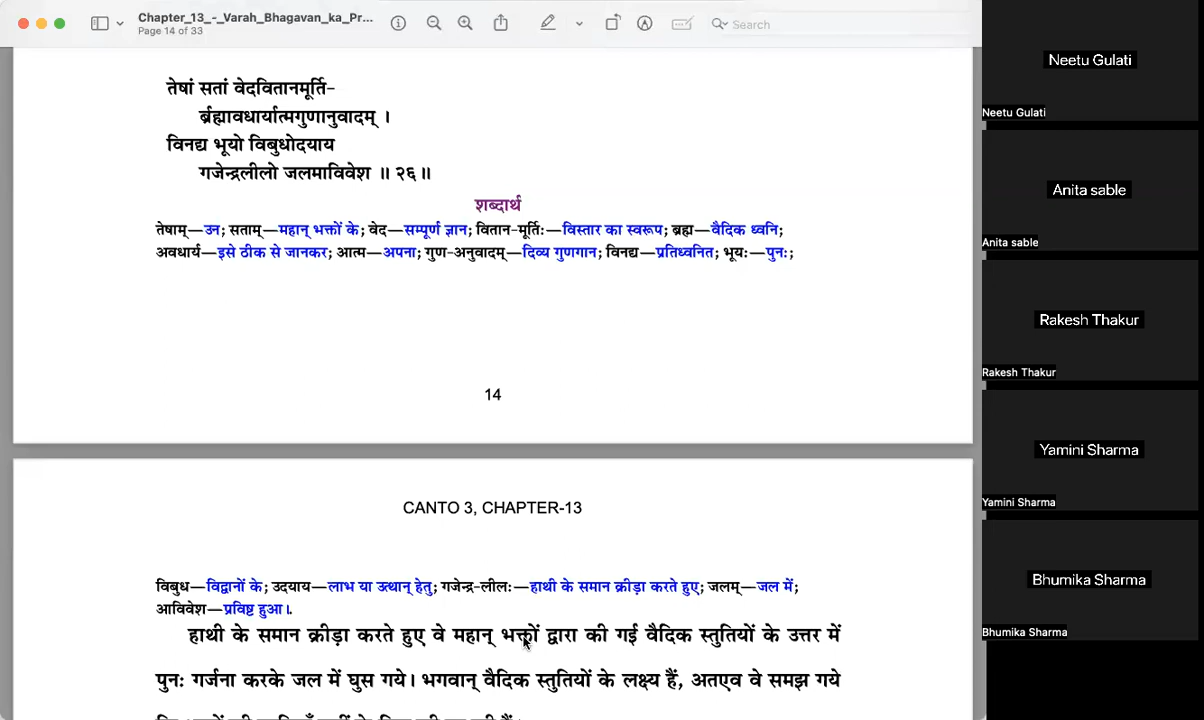 Chapter_13_-_Varah_Bhagavan_ka_Pr...
Page 14 of 33
Search
तेषां सतां वेदवितानमूर्ति-
र्ब्रह्मावधार्यात्मगुणानुवादम् ।
विनद्य भूयो विबुधोदयाय
गजेन्द्रलीलो जलमाविवेश ॥ २६॥
शब्दार्थ
तेषाम्—उन; सताम्—महान् भक्तों के; वेद—सम्पूर्ण ज्ञान; वितान-मूर्तिः—विस्तार का स्वरूप; ब्रह्म—वैदिक ध्वनि;
अवधार्य—इसे ठीक से जानकर; आत्म—अपना; गुण-अनुवादम्—दिव्य गुणगान; विनद्य—प्रतिध्वनित; भूयः—पुनः;
14
CANTO 3, CHAPTER-13
विबुध—विद्वानों के; उदयाय—लाभ या उत्थान् हेतु; गजेन्द्र-लीलः—हाथी के समान क्रीड़ा करते हुए; जलम्—जल में;
आविवेश—प्रविष्ट हुआ।.
हाथी के समान क्रीड़ा करते हुए वे महान् भक्तों द्वारा की गई वैदिक स्तुतियों के उत्तर में
पुनः गर्जना करके जल में घुस गये। भगवान् वैदिक स्तुतियों के लक्ष्य हैं, अतएव वे समझ गये
Neetu Gulati
Neetu Gulati
Anita sable
Anita sable
Rakesh Thakur
Rakesh Thakur
Yamini Sharma
Yamini Sharma
Bhumika Sharma
Bhumika Sharma